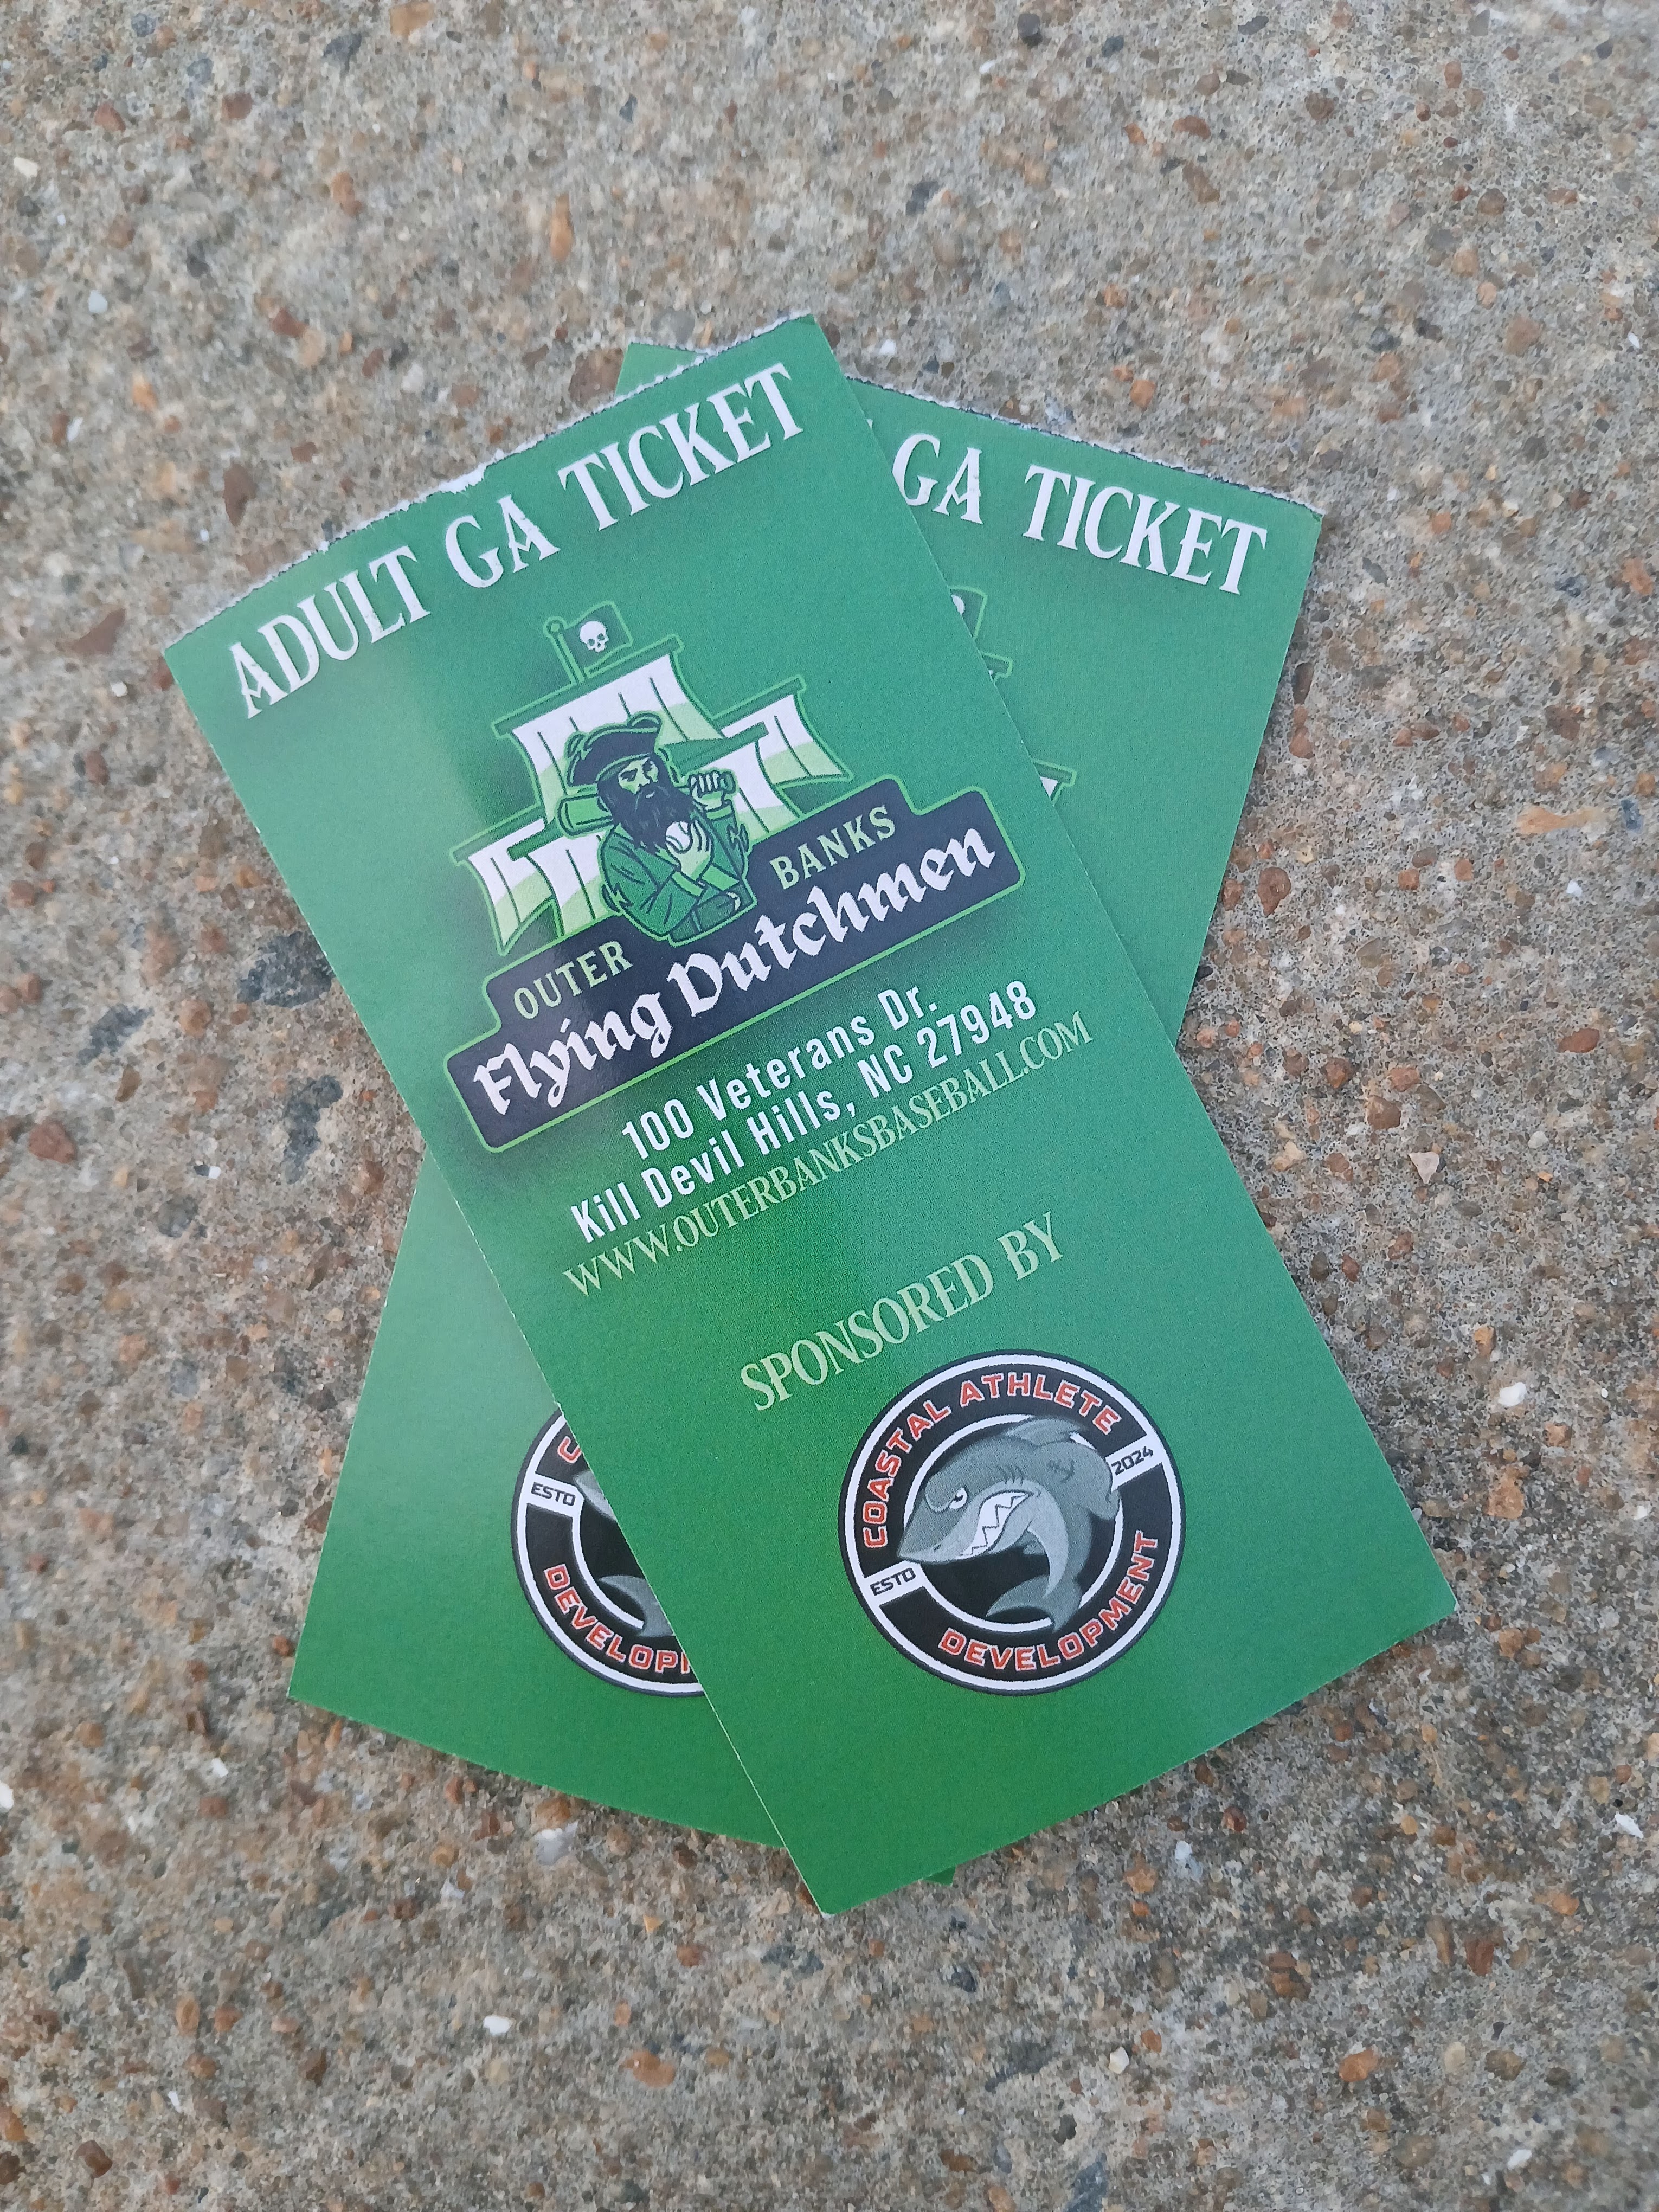 ADULT GA TICKET
OUTER BANKS
Flying Dutchmen
100 Veterans Dr.
Kill Devil Hills, NC 27948
WWW.OUTERBANKSBASEBALL.COM
SPONSORED BY
COASTAL ATHLETE
ESTD 2024
DEVELOPMENT
GA TICKET
ESTD